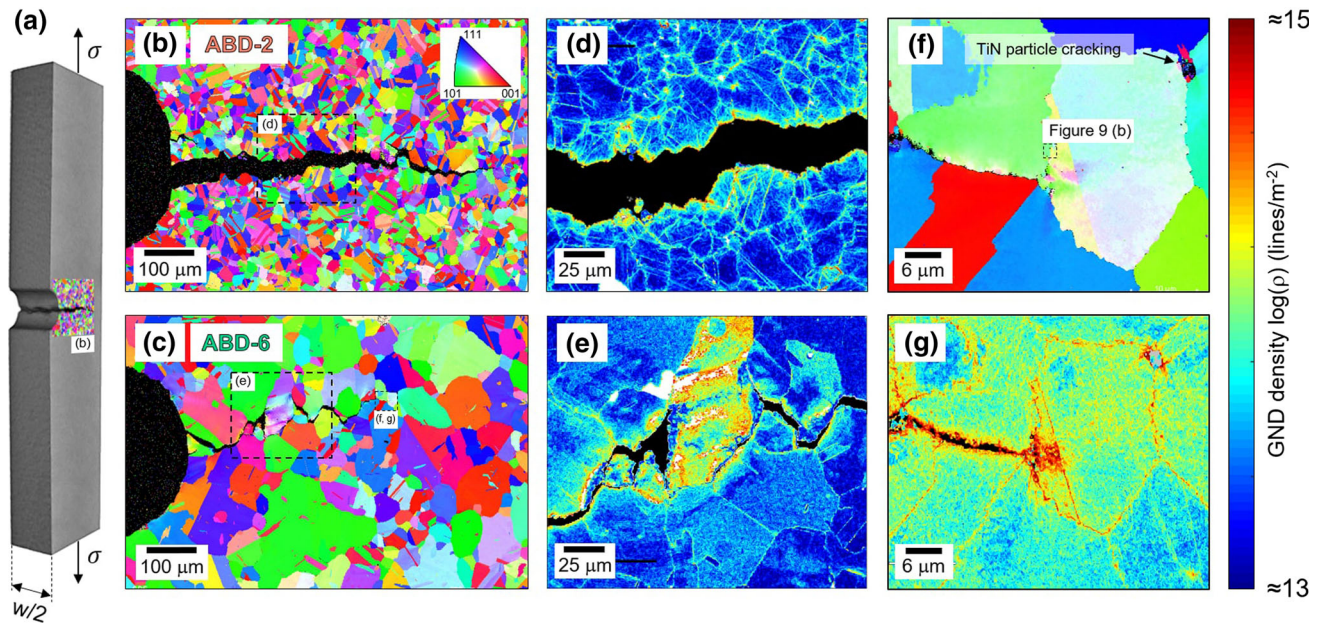 (a)
σ
(b)
σ
w/2
(b) ABD-2
111
101 001
(d)
100 μm
(c) ABD-6
(e)
(f, g)
100 μm
(d)
25 μm
(e)
25 μm
(f)
TiN particle cracking
Figure 9 (b)
6 μm
(g)
6 μm
≈15
GND density log(ρ) (lines/m⁻²)
≈13